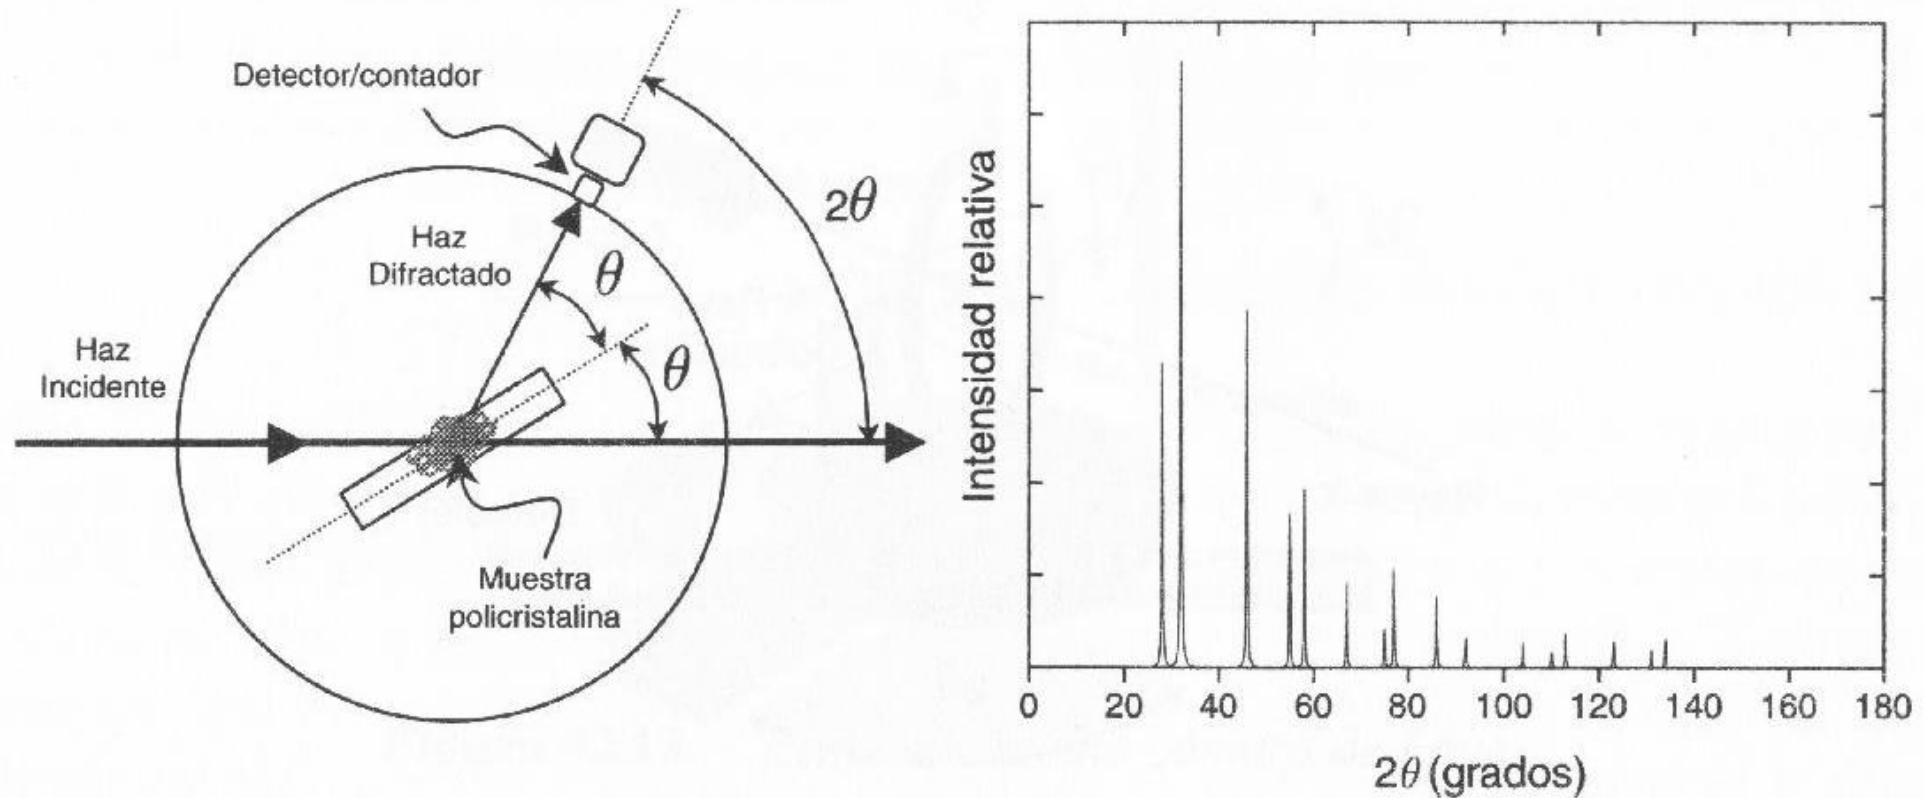 Detector/contador
2θ
Haz
Difractado
θ
θ
Haz
Incidente
Muestra
policristalina
Intensidad relativa
0 20 40 60 80 100 120 140 160 180
2θ (grados)